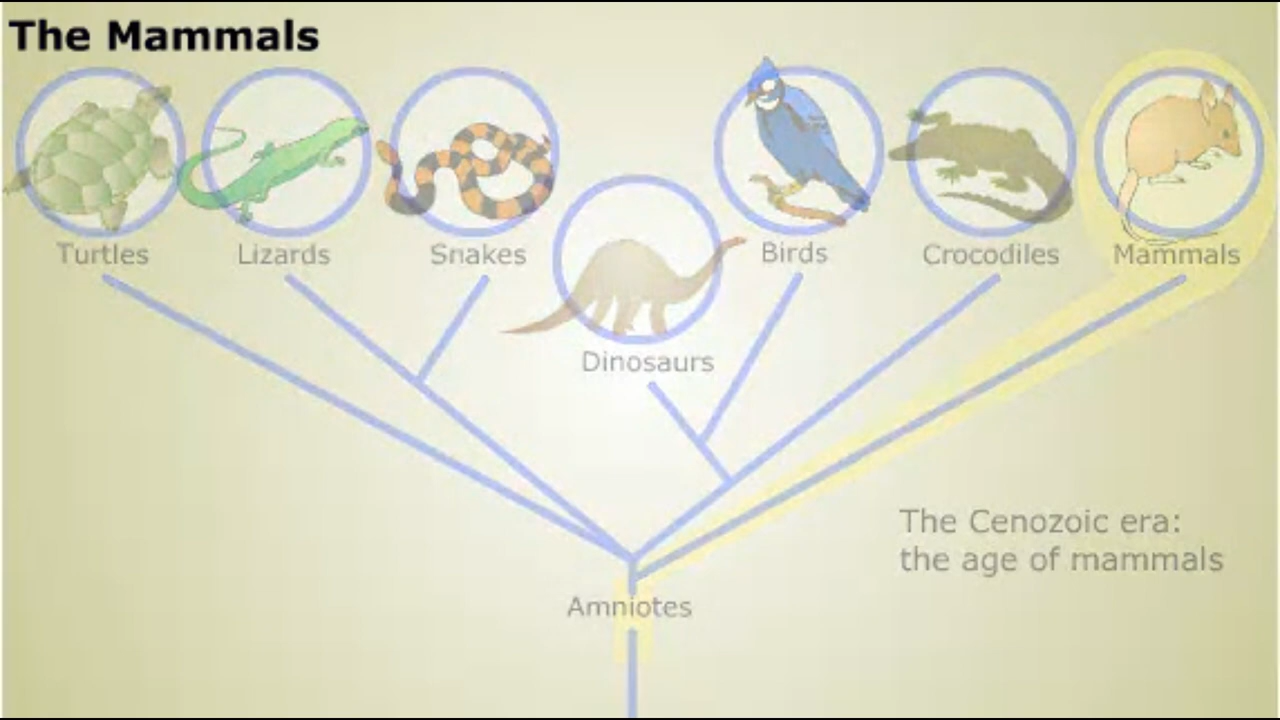 The Mammals
Turtles
Lizards
Snakes
Birds
Crocodiles
Mammals
Dinosaurs
The Cenozoic era:
the age of mammals
Amniotes